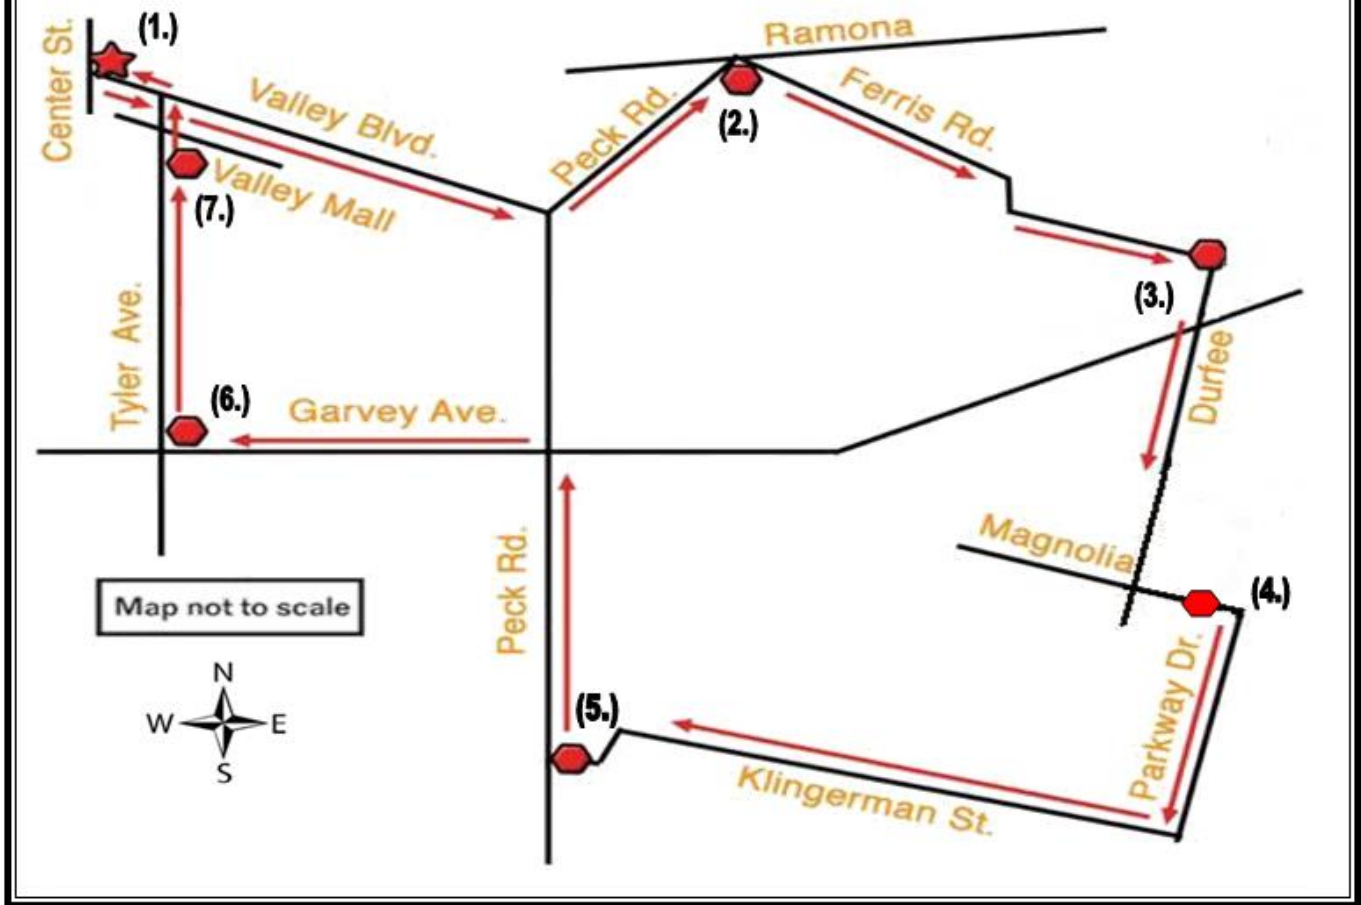 (1.)
Center St.
Valley Blvd.
Peck Rd.
Ramona
(2.)
Ferris Rd.
Valley Mall
(7.)
(3.)
Durfee
Tyler Ave.
(6.)
Garvey Ave.
Magnolia
(4.)
Peck Rd.
Map not to scale
Parkway Dr.
N
W
E
S
(5.)
Klingerman St.